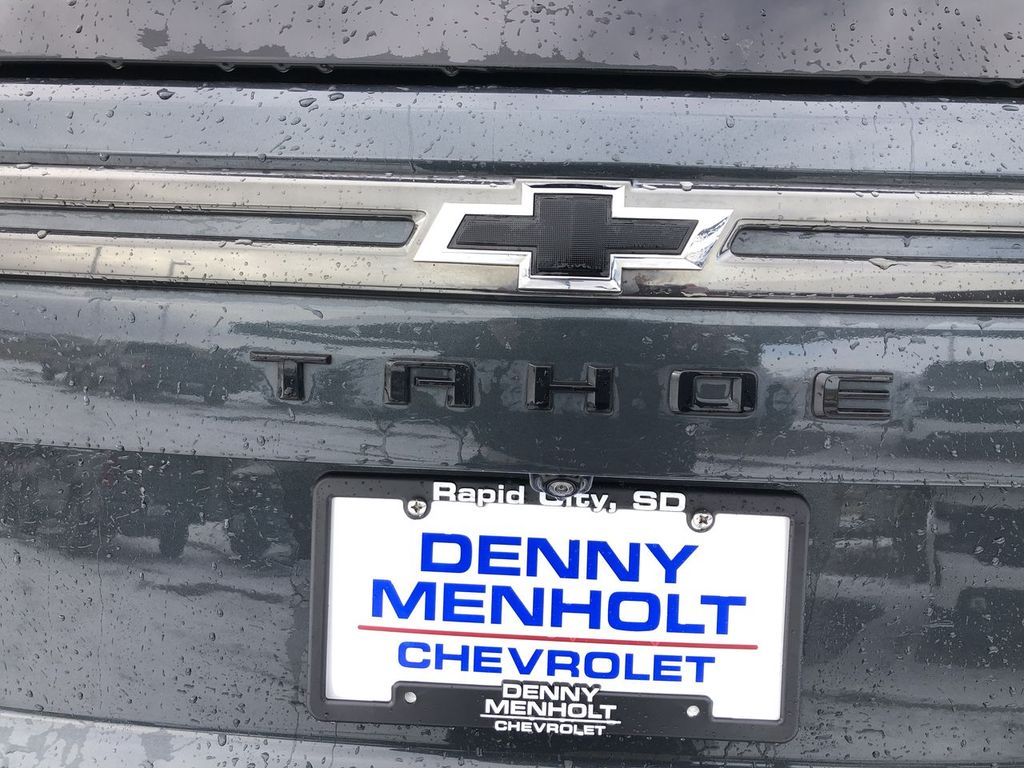 TAHOE
Rapid City, SD
DENNY
MENHOLT
CHEVROLET
DENNY
MENHOLT
CHEVROLET